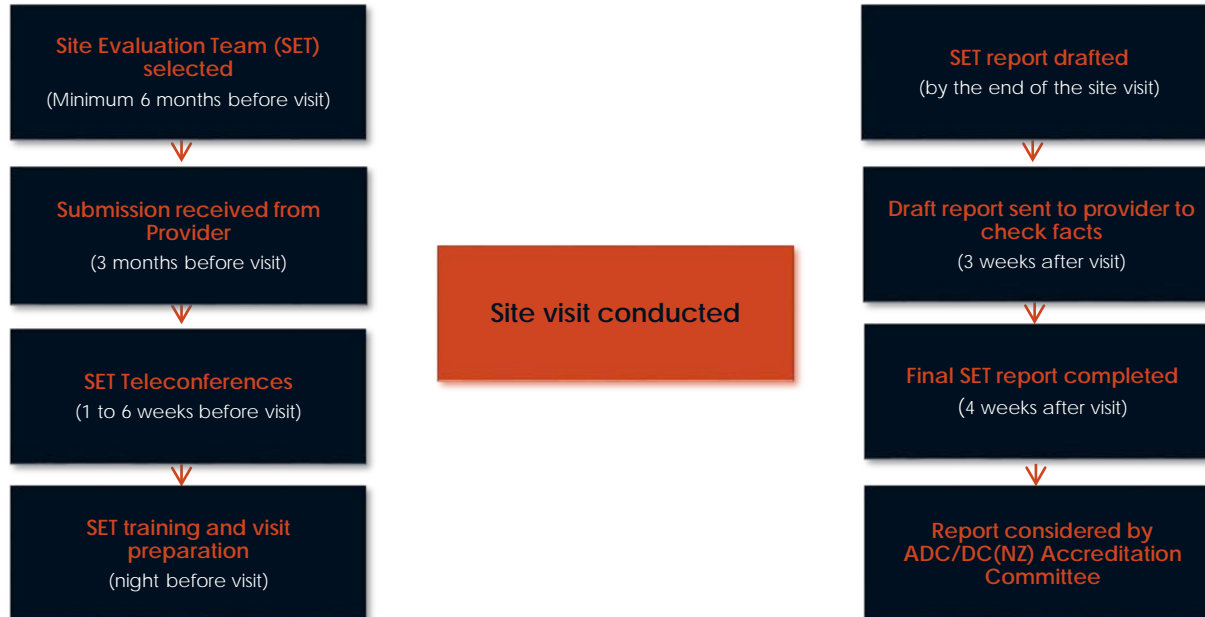 Site Evaluation Team (SET)
selected
(Minimum 6 months before visit)
Submission received from
Provider
(3 months before visit)
SET Teleconferences
(1 to 6 weeks before visit)
SET training and visit
preparation
(night before visit)
Site visit conducted
SET report drafted
(by the end of the site visit)
Draft report sent to provider to
check facts
(3 weeks after visit)
Final SET report completed
(4 weeks after visit)
Report considered by
ADC/DC(NZ) Accreditation
Committee